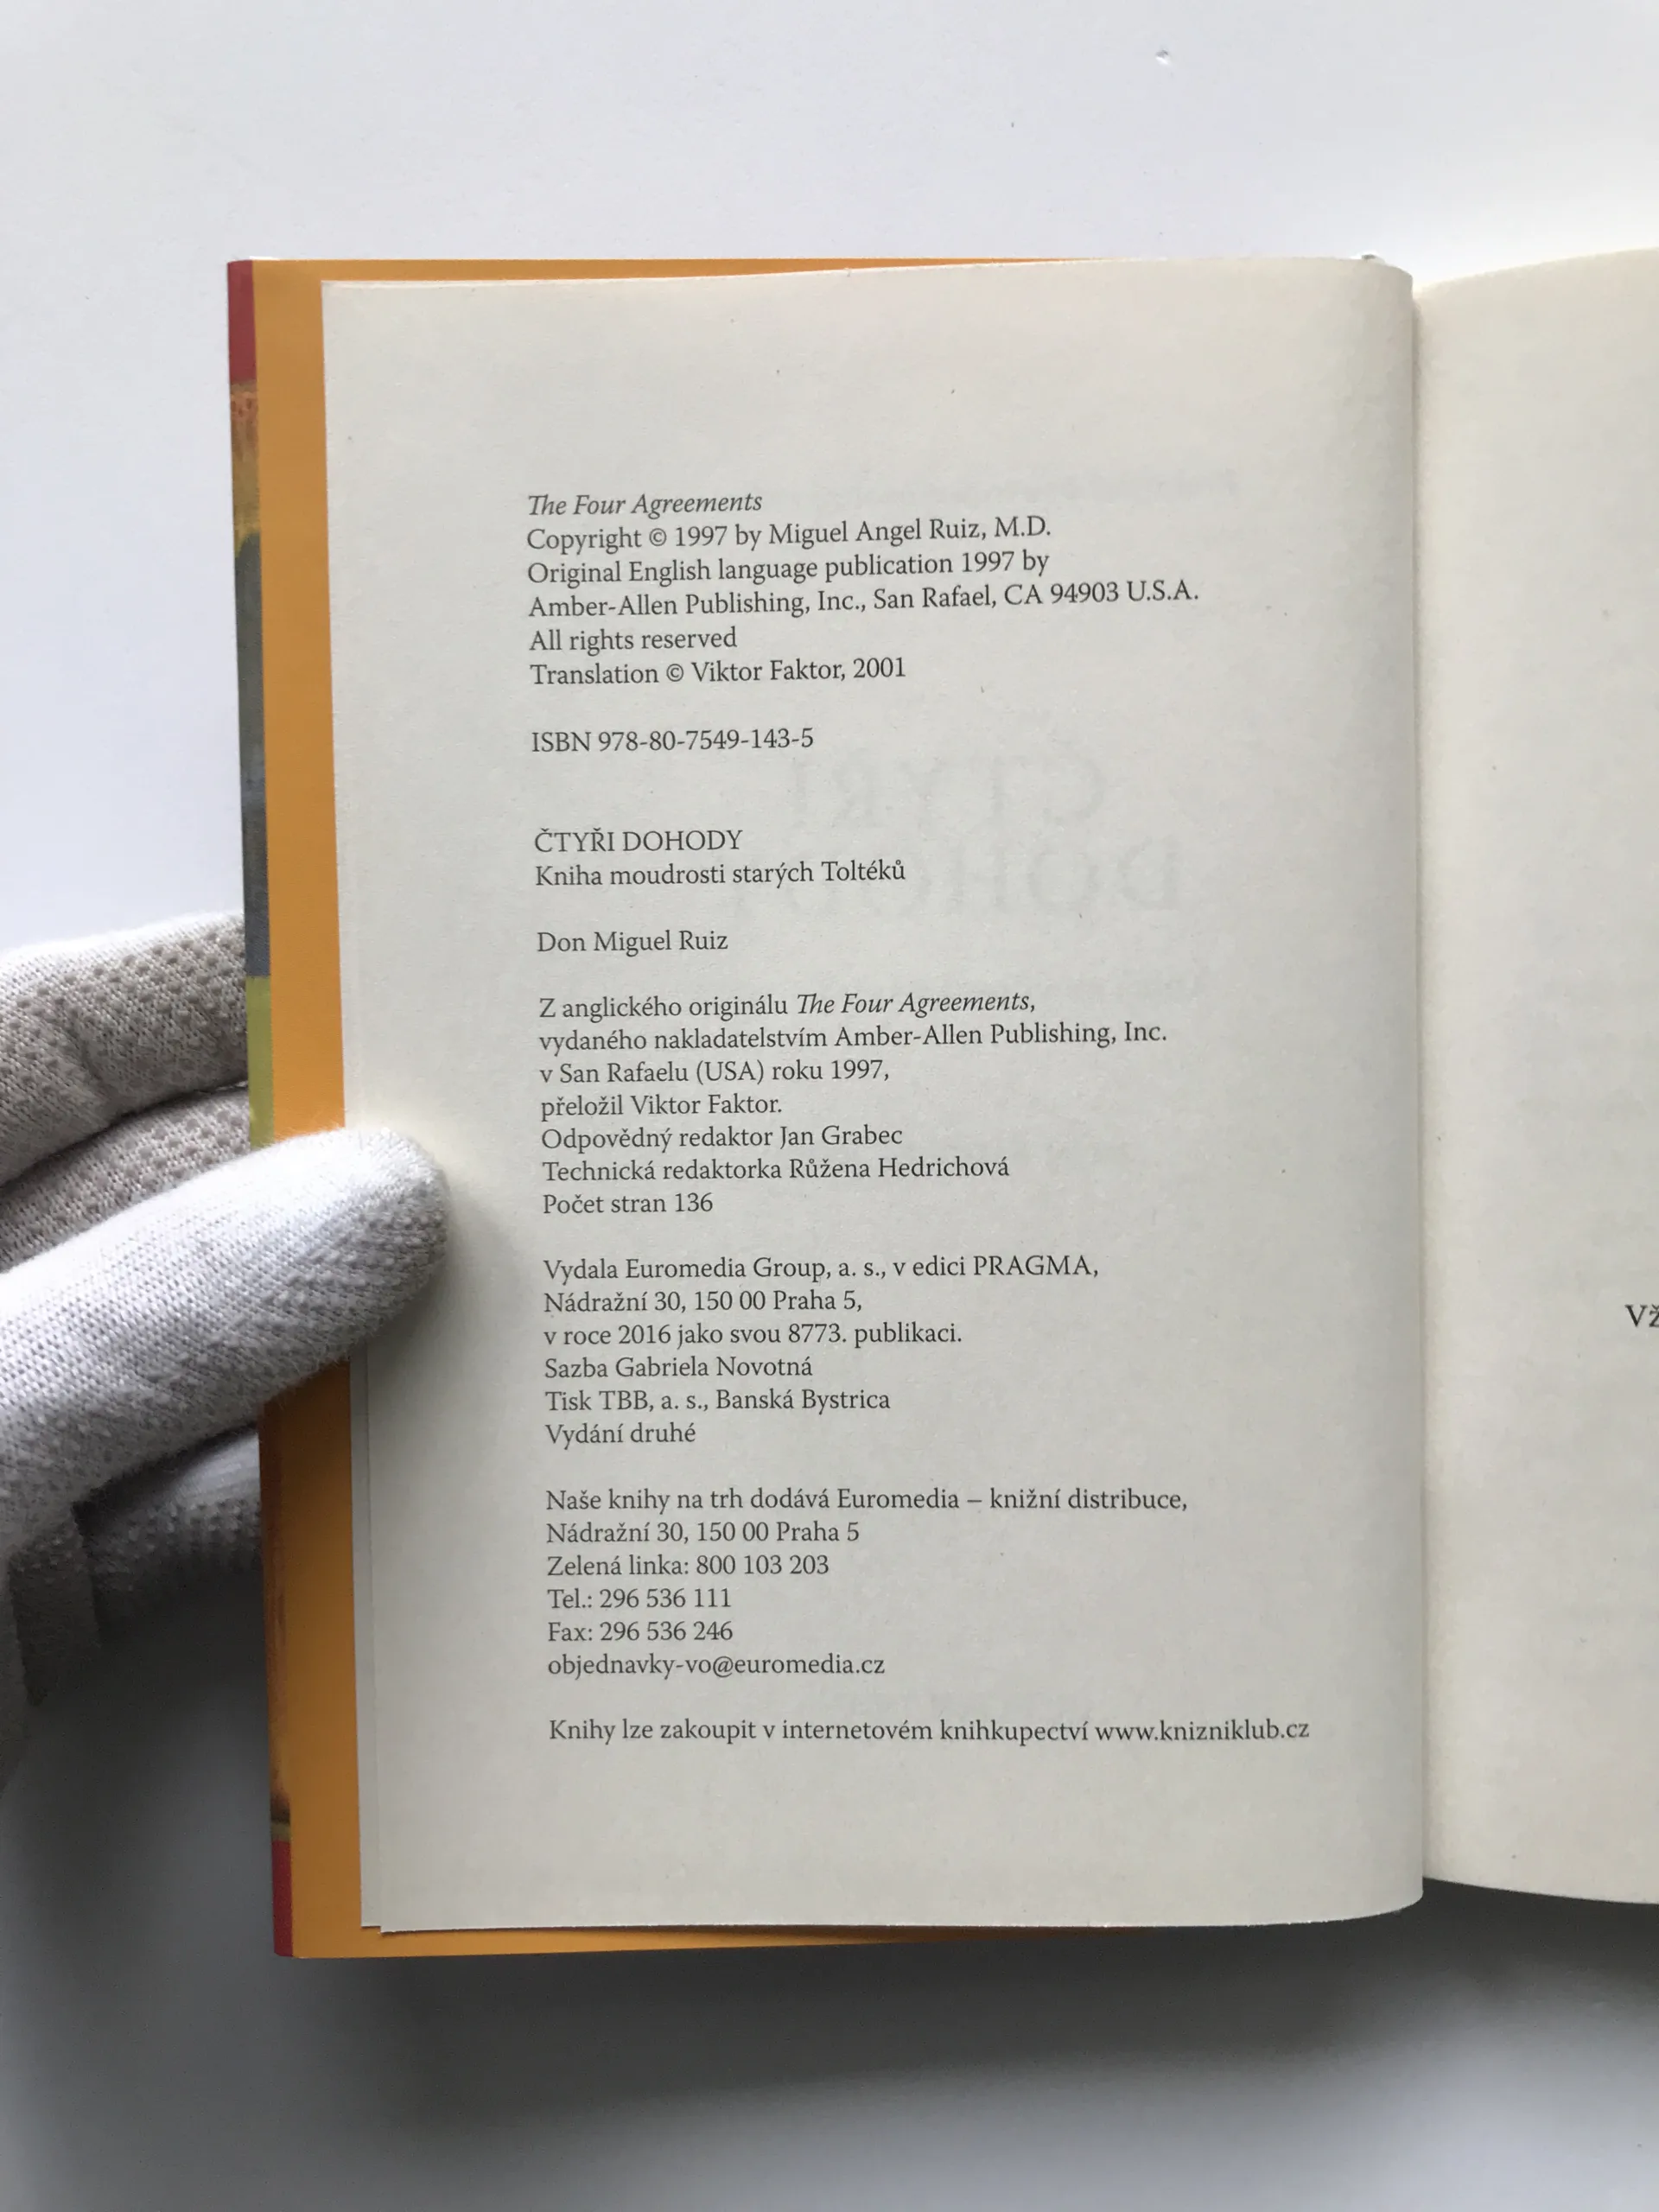 The Four Agreements
Copyright © 1997 by Miguel Angel Ruiz, M.D.
Original English language publication 1997 by
Amber-Allen Publishing, Inc., San Rafael, CA 94903 U.S.A.
All rights reserved
Translation © Viktor Faktor, 2001
ISBN 978-80-7549-143-5
ČTYŘI DOHODY
Kniha moudrosti starých Toltéků
Don Miguel Ruiz
Z anglického originálu The Four Agreements,
vydaného nakladatelstvím Amber-Allen Publishing, Inc.
v San Rafaelu (USA) roku 1997,
přeložil Viktor Faktor.
Odpovědný redaktor Jan Grabec
Technická redaktorka Růžena Hedrichová
Počet stran 136
Vydala Euromedia Group, a. s., v edici PRAGMA,
Nádražní 30, 150 00 Praha 5,
v roce 2016 jako svou 8773. publikaci.
Sazba Gabriela Novotná
Tisk TBB, a. s., Banská Bystrica
Vydání druhé
Naše knihy na trh dodává Euromedia – knižní distribuce,
Nádražní 30, 150 00 Praha 5
Zelená linka: 800 103 203
Tel.: 296 536 111
Fax: 296 536 246
objednavky-vo@euromedia.cz
Knihy lze zakoupit v internetovém knihkupectví www.knizniklub.cz